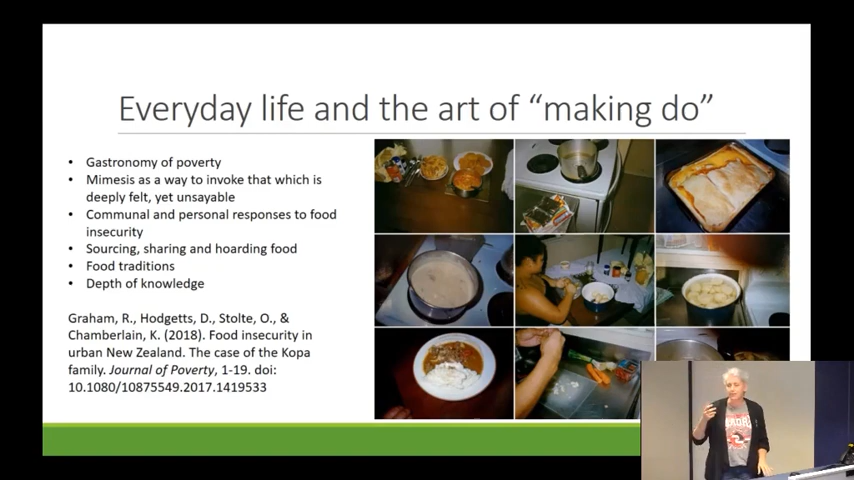 Everyday life and the art of “making do”
• Gastronomy of poverty
• Mimesis as a way to invoke that which is
deeply felt, yet unsayable
• Communal and personal responses to food
insecurity
• Sourcing, sharing and hoarding food
• Food traditions
• Depth of knowledge
Graham, R., Hodgetts, D., Stolte, O., &
Chamberlain, K. (2018). Food insecurity in
urban New Zealand. The case of the Kopa
family. Journal of Poverty, 1-19. doi:
10.1080/10875549.2017.1419533